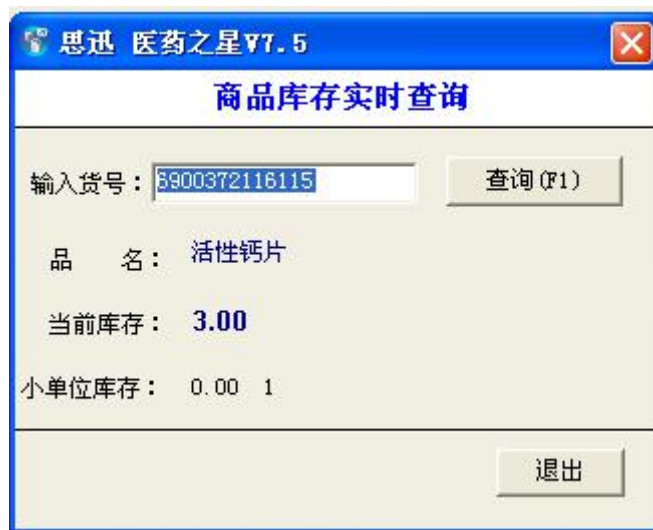 思迅 医药之星V7.5
商品库存实时查询
输入货号：6900372116115 查询(F1)
品 名： 活性钙片
当前库存： 3.00
小单位库存： 0.00 1
退出